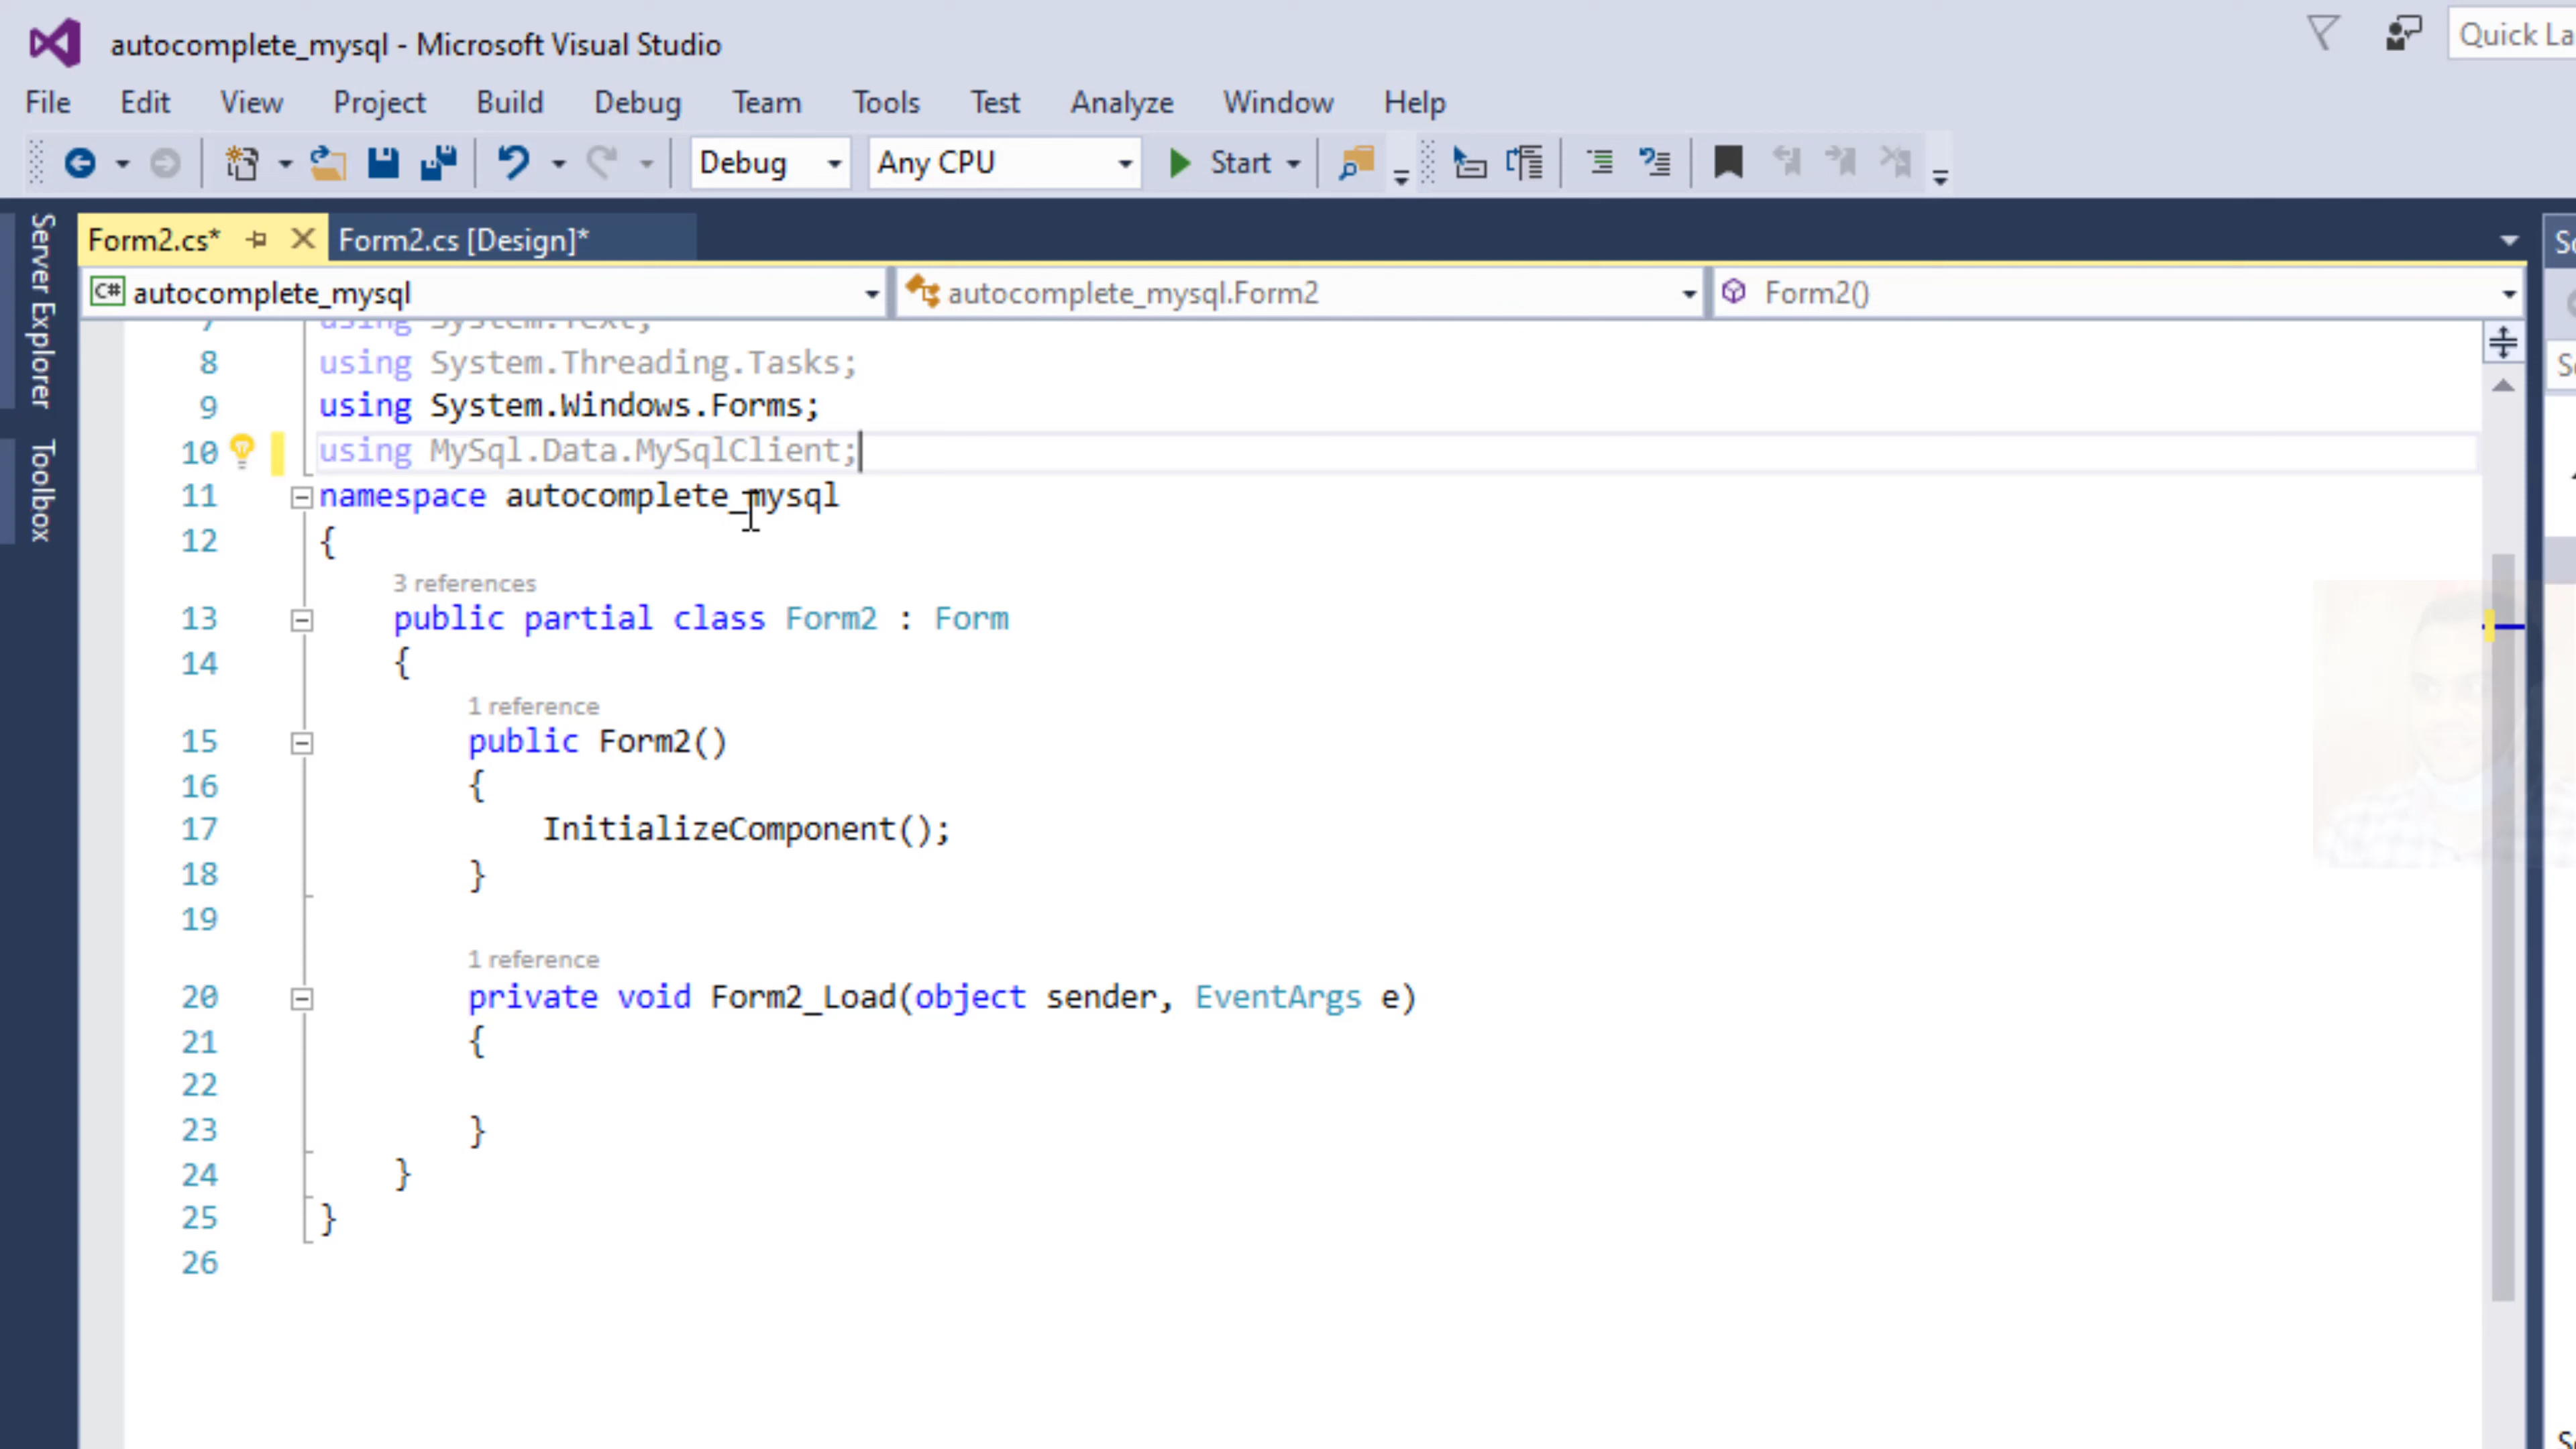 autocomplete_mysql - Microsoft Visual Studio
Quick La
File Edit View Project Build Debug Team Tools Test Analyze Window Help
Debug Any CPU Start
Server Explorer
Toolbox
Form2.cs* Form2.cs [Design]*
C# autocomplete_mysql autocomplete_mysql.Form2 Form2()
7 using System.Text;
8 using System.Threading.Tasks;
9 using System.Windows.Forms;
10 using MySql.Data.MySqlClient;
11 namespace autocomplete_mysql
12 {
3 references
13 public partial class Form2 : Form
14 {
1 reference
15 public Form2()
16 {
17 InitializeComponent();
18 }
19
1 reference
20 private void Form2_Load(object sender, EventArgs e)
21 {
22
23 }
24 }
25 }
26